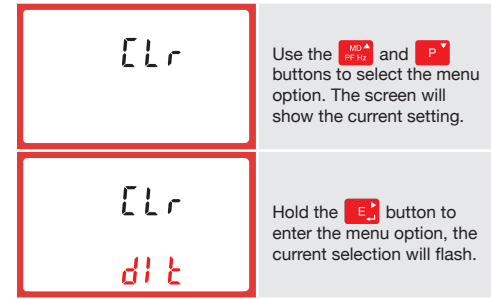 CLr
Use the MD PF Hz and P
buttons to select the menu
option. The screen will
show the current setting.
CLr
dIt
Hold the E button to
enter the menu option, the
current selection will flash.